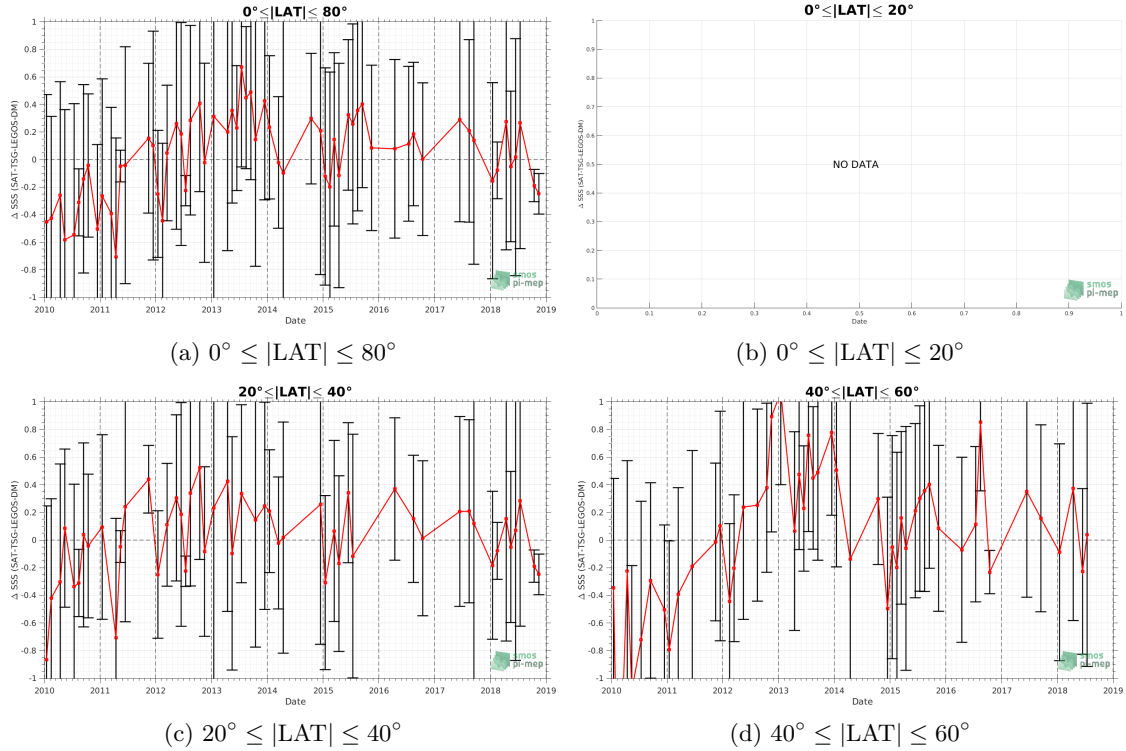 0°≤|LAT|≤ 80°
Δ SSS (SAT-TSG-LEGOS-DM)
1
0.8
0.6
0.4
0.2
0
-0.2
-0.4
-0.6
-0.8
-1
2010 2011 2012 2013 2014 2015 2016 2017 2018 2019
Date
smos
pi-mep
(a) 0° ≤ |LAT| ≤ 80°
0°≤|LAT|≤ 20°
Δ SSS (SAT-TSG-LEGOS-DM)
1
0.9
0.8
0.7
0.6
0.5
0.4
0.3
0.2
0.1
0
NO DATA
0 0.1 0.2 0.3 0.4 0.5 0.6 0.7 0.8 0.9 1
Date
smos
pi-mep
(b) 0° ≤ |LAT| ≤ 20°
20°≤|LAT|≤ 40°
Δ SSS (SAT-TSG-LEGOS-DM)
1
0.8
0.6
0.4
0.2
0
-0.2
-0.4
-0.6
-0.8
-1
2010 2011 2012 2013 2014 2015 2016 2017 2018 2019
Date
smos
pi-mep
(c) 20° ≤ |LAT| ≤ 40°
40°≤|LAT|≤ 60°
Δ SSS (SAT-TSG-LEGOS-DM)
1
0.8
0.6
0.4
0.2
0
-0.2
-0.4
-0.6
-0.8
-1
2010 2011 2012 2013 2014 2015 2016 2017 2018 2019
Date
smos
pi-mep
(d) 40° ≤ |LAT| ≤ 60°